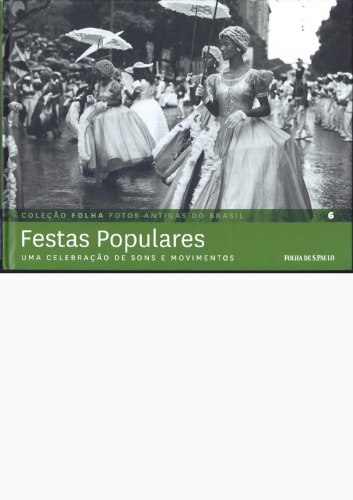 COLEÇÃO FOLHA FOTOS ANTIGAS DO BRASIL 6
Festas Populares
UMA CELEBRAÇÃO DE SONS E MOVIMENTOS FOLHA DE S.PAULO